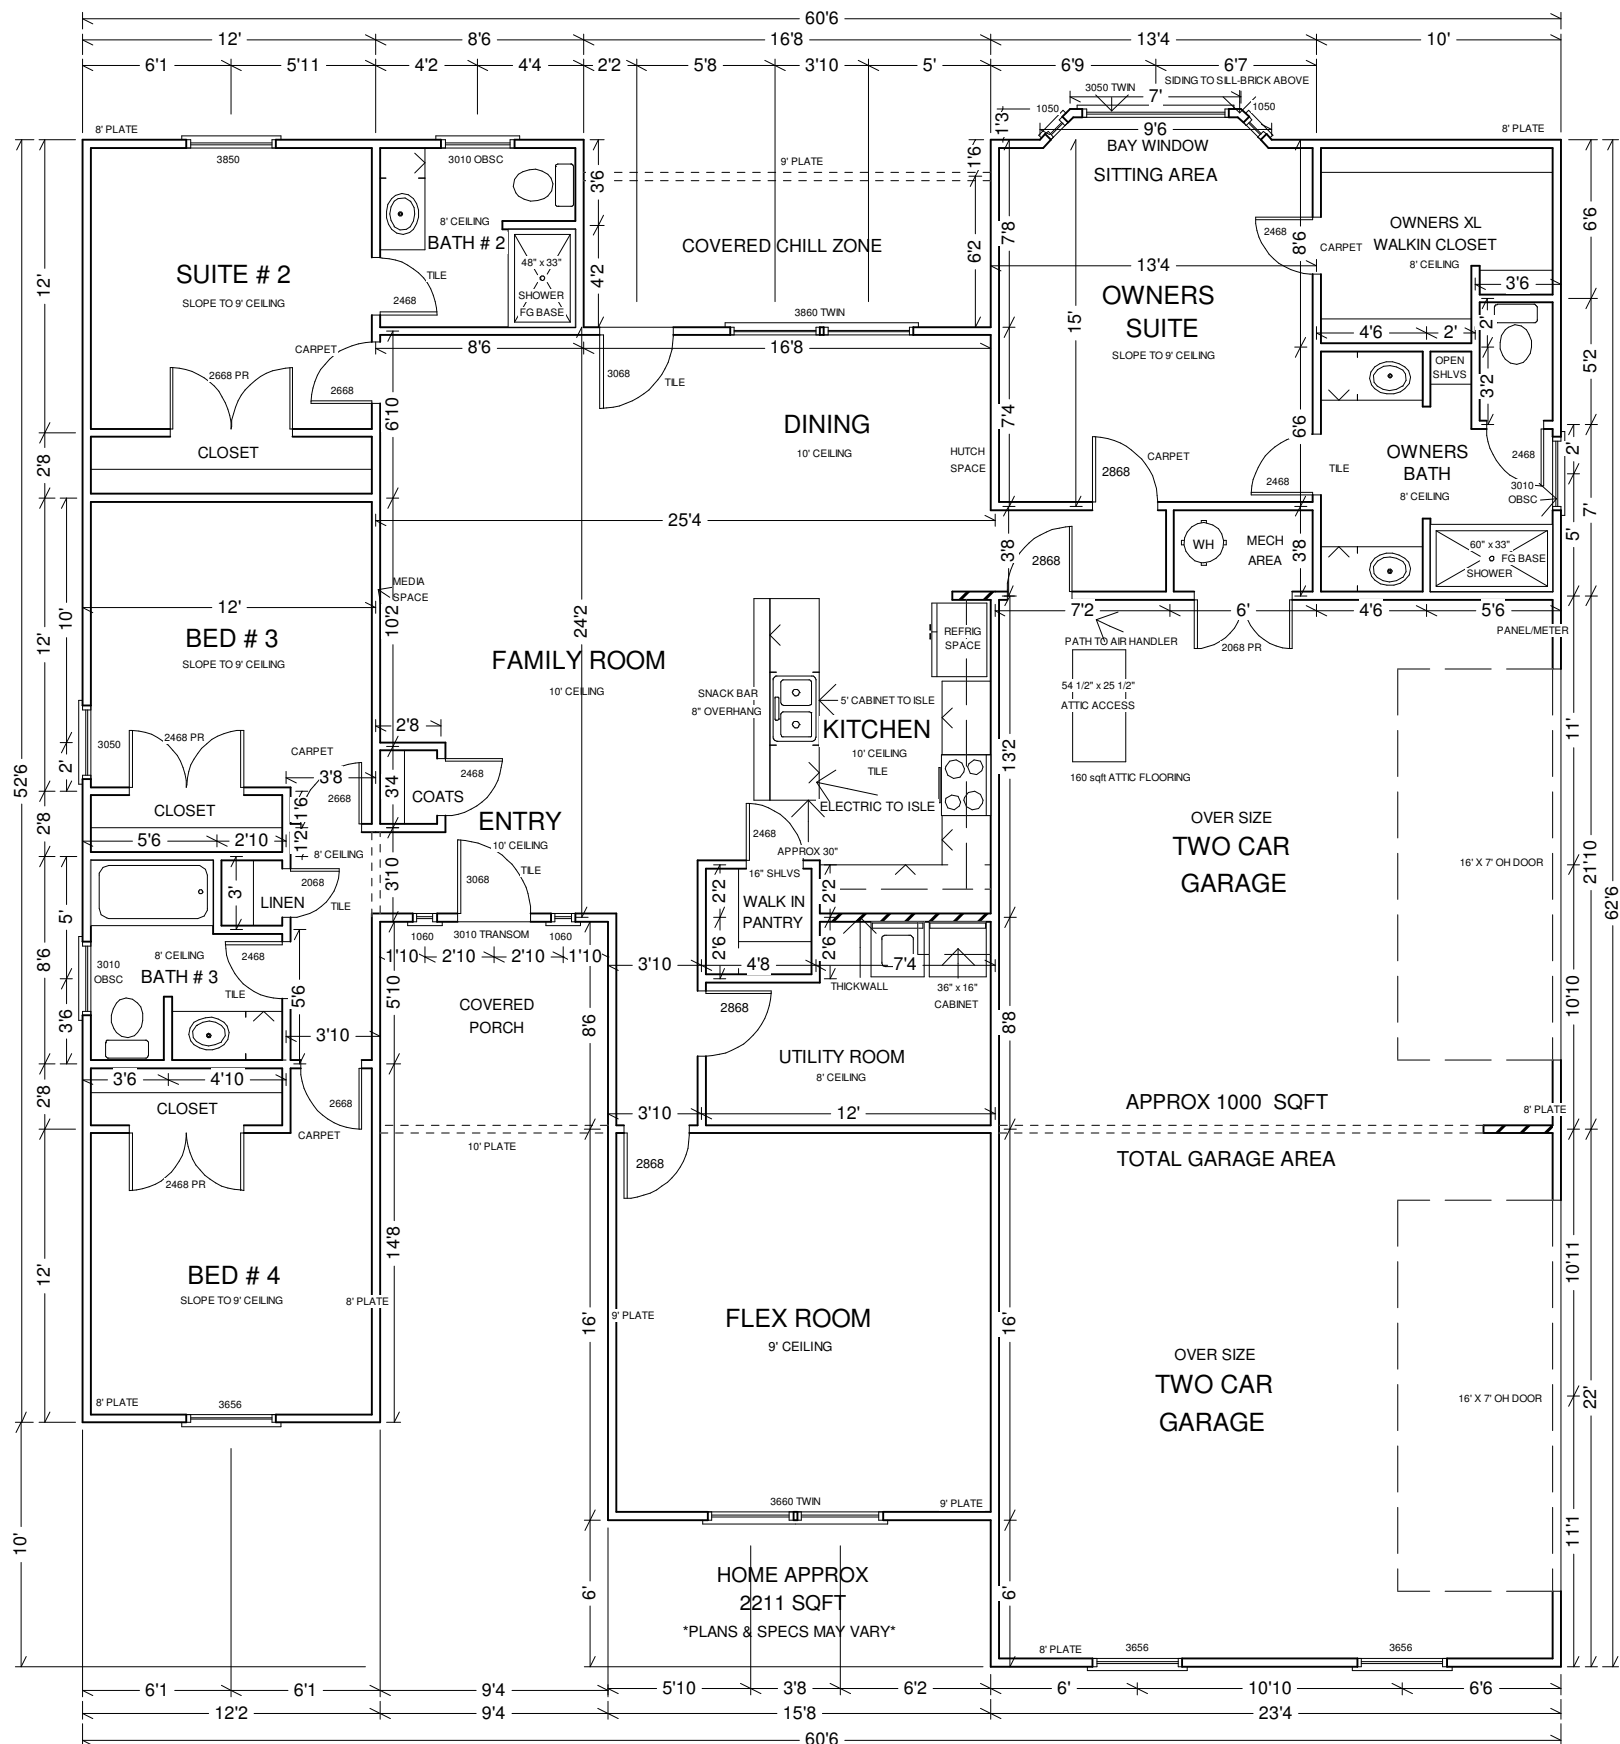 60'6
12' 8'6 16'8 13'4 10'
6'1 5'11 4'2 4'4 2'2 5'8 3'10 5' 6'9 6'7
SIDING TO SILL-BRICK ABOVE
3050 TWIN
7'
1050 1050
1'3
9'6
BAY WINDOW
SITTING AREA
8' PLATE
3850
3010 OBSC
9' PLATE
8' PLATE
1'6
3'6
8' CEILING
BATH # 2
COVERED CHILL ZONE
6'2
7'8
8'6
2468
CARPET
OWNERS XL
WALKIN CLOSET
8' CEILING
6'6
12'
SUITE # 2
SLOPE TO 9' CEILING
TILE
2468
48" x 33"
SHOWER
FG BASE
4'2
13'4
OWNERS
SUITE
SLOPE TO 9' CEILING
15'
3'6
2'
4'6 2'
3860 TWIN
8'6 16'8
CARPET
2668 PR
2668
3068
TILE
6'10
OPEN
SHLVS
3'2
5'2
DINING
10' CEILING
7'4
6'6
HUTCH
SPACE
CARPET
2868
2468
TILE
OWNERS
BATH
8' CEILING
2468
3010
OBSC
2'
7'
5'
CLOSET
2'8
25'4
3'8
2868
WH
MECH
AREA
3'8
60" x 33"
FG BASE
SHOWER
MEDIA
SPACE
12'
10'
10'2
24'2
7'2 6' 4'6 5'6
PANEL/METER
BED # 3
SLOPE TO 9' CEILING
12'
FAMILY ROOM
10' CEILING
REFRIG
SPACE
PATH TO AIR HANDLER
2068 PR
54 1/2" x 25 1/2"
ATTIC ACCESS
SNACK BAR
8" OVERHANG
5' CABINET TO ISLE
KITCHEN
10' CEILING
TILE
13'2
11'
2'8
3050
2468 PR
CARPET
2'
3'8
2668
3'4
2468
COATS
160 sqft ATTIC FLOORING
52'6
2'8
CLOSET
1'6
5'6 2'10
1'2
8' CEILING
ENTRY
10' CEILING
ELECTRIC TO ISLE
OVER SIZE
TWO CAR
GARAGE
16' X 7' OH DOOR
21'10
62'6
2468
APPROX 30"
16" SHLVS
3'10
3068
TILE
3'
LINEN
2068
TILE
5'
2'2
WALK IN
PANTRY
2'2
1060 3010 TRANSOM 1060
1'10 2'10 2'10 1'10
8'6
8' CEILING
BATH # 3
3010
OBSC
2468
TILE
5'6
5'10
3'10
2'6
4'8
2'6
7'4
THICKWALL
36" x 16"
CABINET
COVERED
PORCH
8'6
2868
8'8
10'10
3'6
3'10
UTILITY ROOM
8' CEILING
3'6 4'10
2'8
CLOSET
2668
CARPET
3'10 12'
APPROX 1000 SQFT
8' PLATE
10' PLATE
TOTAL GARAGE AREA
2868
2468 PR
14'8
12'
BED # 4
SLOPE TO 9' CEILING
8' PLATE
9' PLATE
16'
FLEX ROOM
9' CEILING
16'
10'11
OVER SIZE
TWO CAR
GARAGE
16' X 7' OH DOOR
22'
8' PLATE
3656
3660 TWIN
9' PLATE
10'
HOME APPROX
2211 SQFT
*PLANS & SPECS MAY VARY*
6'
6'
11'1
8' PLATE
3656
3656
6'1 6'1 9'4 5'10 3'8 6'2 6' 10'10 6'6
12'2 9'4 15'8 23'4
60'6